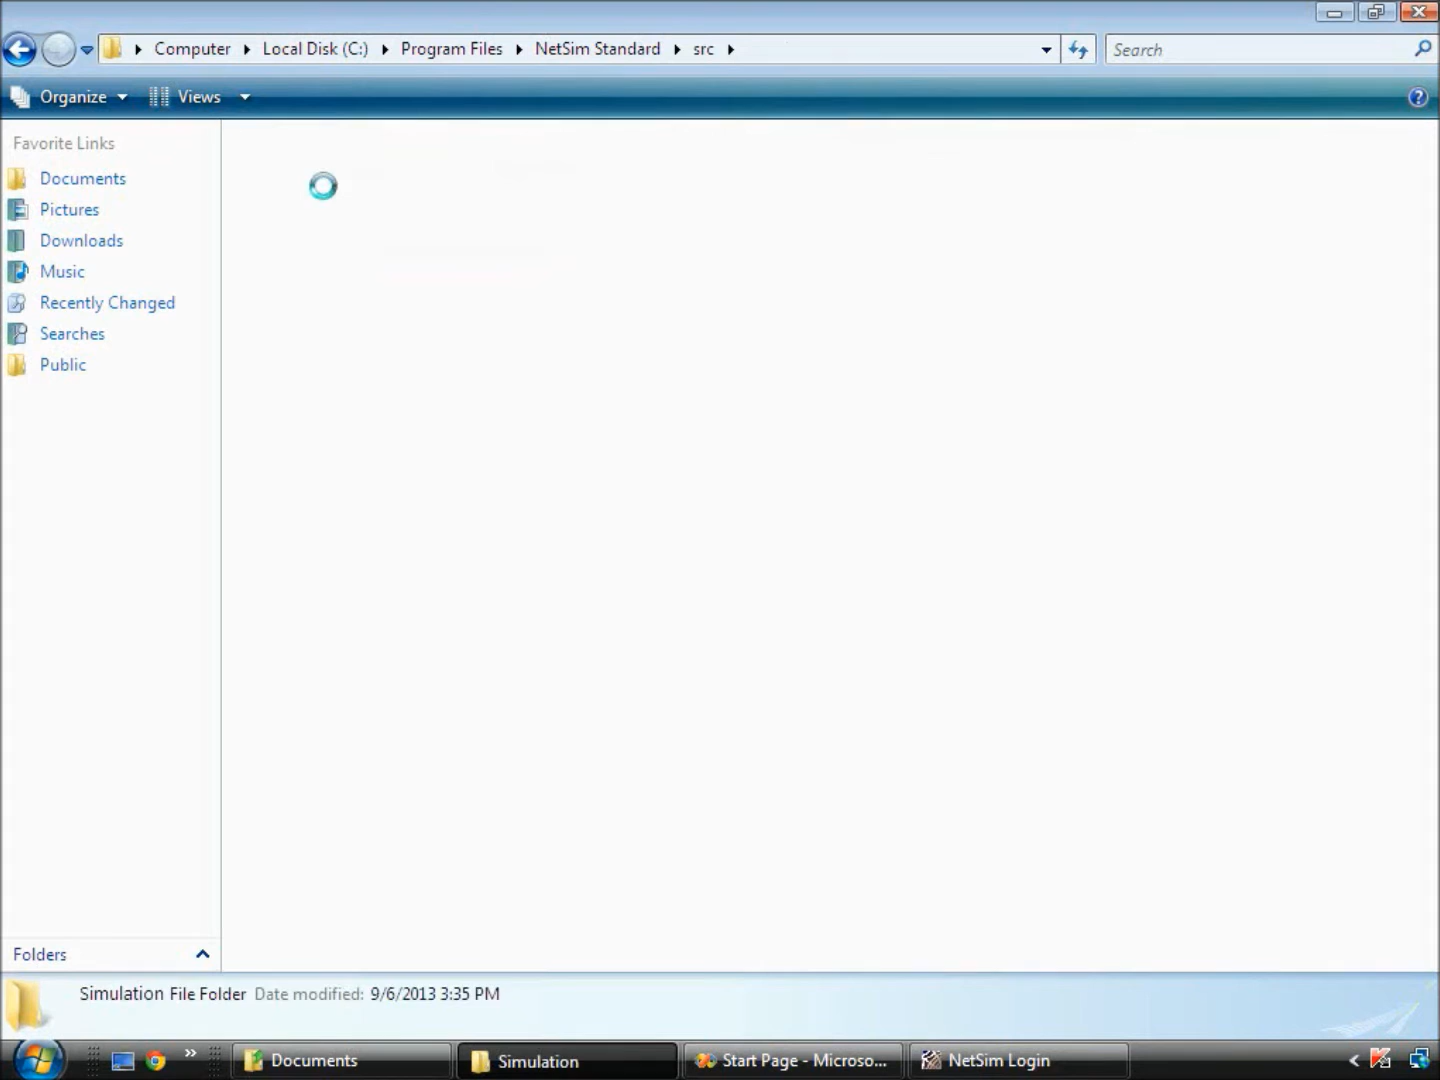 Computer Local Disk (C:) Program Files NetSim Standard src
Search
Organize Views
?
Favorite Links
Documents
Pictures
Downloads
Music
Recently Changed
Searches
Public
Folders
Simulation File Folder Date modified: 9/6/2013 3:35 PM
» Documents Simulation Start Page - Microso... NetSim Login <